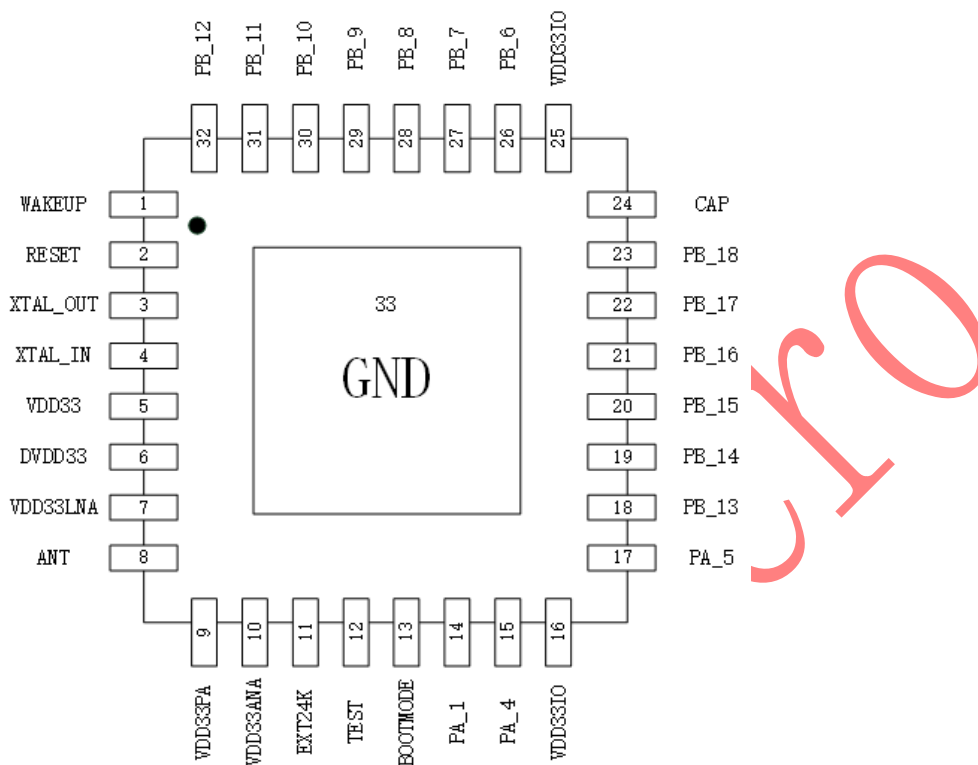 PB_12 PB_11 PB_10 PB_9 PB_8 PB_7 PB_6 VDD33IO
32 31 30 29 28 27 26 25
WAKEUP 1 24 CAP
RESET 2 23 PB_18
XTAL_OUT 3 33 22 PB_17
XTAL_IN 4 GND 21 PB_16
VDD33 5 20 PB_15
DVDD33 6 19 PB_14
VDD33LNA 7 18 PB_13
ANT 8 17 PA_5
9 10 11 12 13 14 15 16
VDD33PA VDD33ANA EXT24K TEST BOOTMODE PA_1 PA_4 VDD33IO
cro